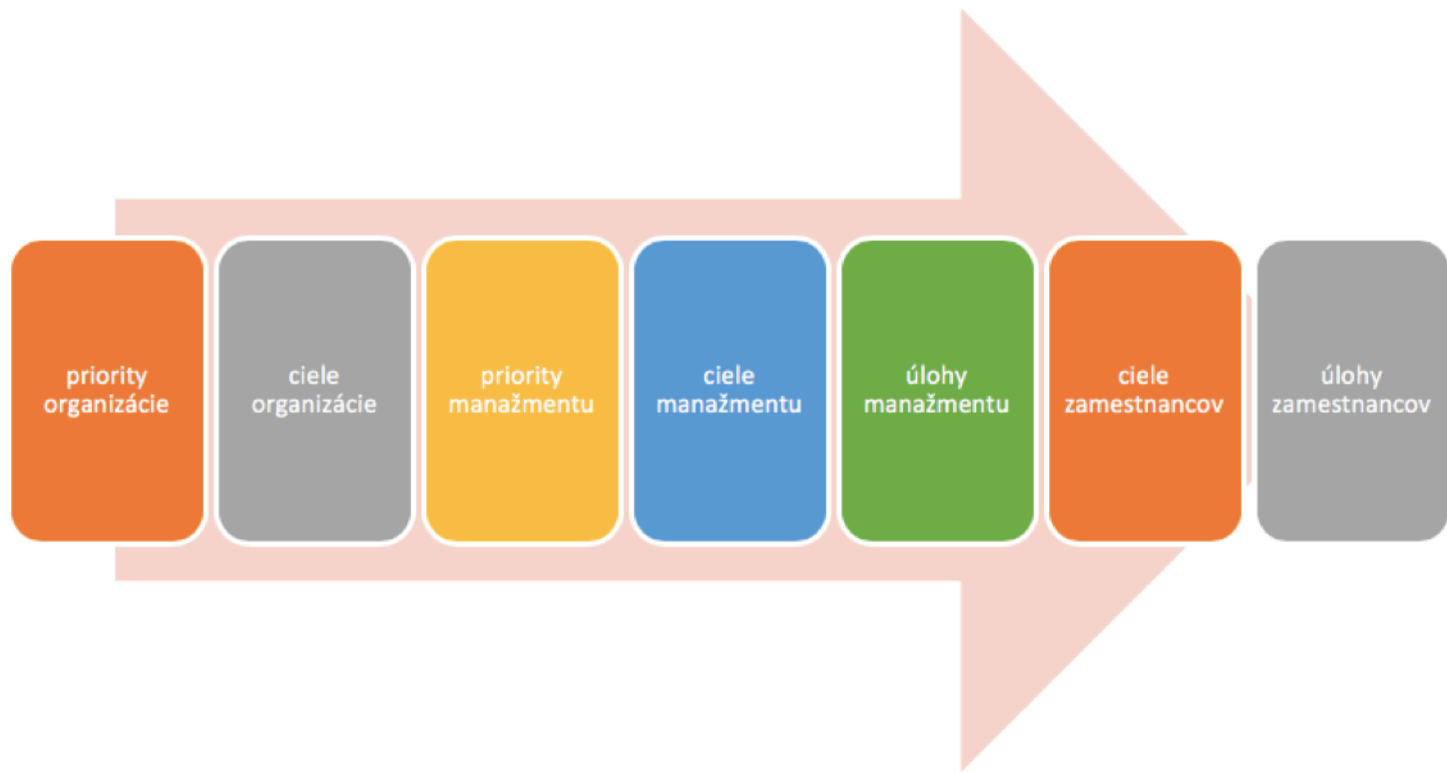 priority
organizácie
ciele
organizácie
priority
manažmentu
ciele
manažmentu
úlohy
manažmentu
ciele
zamestnancov
úlohy
zamestnancov